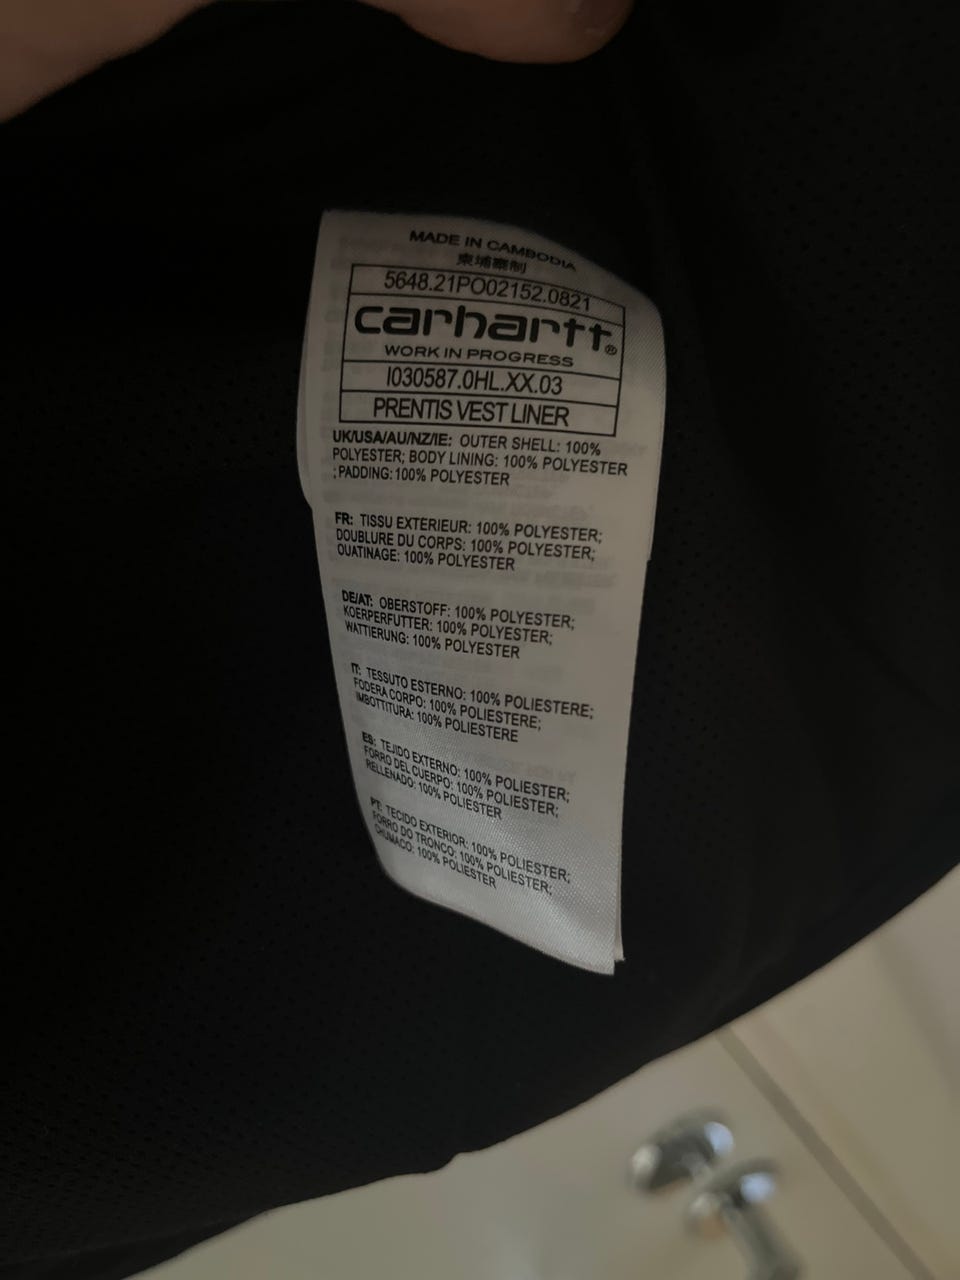 MADE IN CAMBODIA
柬埔寨制
5648.21PO02152.0821
carhartt®
WORK IN PROGRESS
I030587.0HL.XX.03
PRENTIS VEST LINER
UK/USA/AU/NZ/IE: OUTER SHELL: 100%
POLYESTER; BODY LINING: 100% POLYESTER
; PADDING: 100% POLYESTER
FR: TISSU EXTERIEUR: 100% POLYESTER;
DOUBLURE DU CORPS: 100% POLYESTER;
OUATINAGE: 100% POLYESTER
DE/AT: OBERSTOFF: 100% POLYESTER;
KOERPERFUTTER: 100% POLYESTER;
WATTIERUNG: 100% POLYESTER
IT: TESSUTO ESTERNO: 100% POLIESTERE;
FODERA CORPO: 100% POLIESTERE;
IMBOTTITURA: 100% POLIESTERE
ES: TEJIDO EXTERNO: 100% POLIESTER;
FORRO DEL CUERPO: 100% POLIESTER;
RELLENADO: 100% POLIESTER
PT: TECIDO EXTERIOR: 100% POLIESTER;
FORRO DO TRONCO: 100% POLIESTER;
CHUMACO: 100% POLIESTER